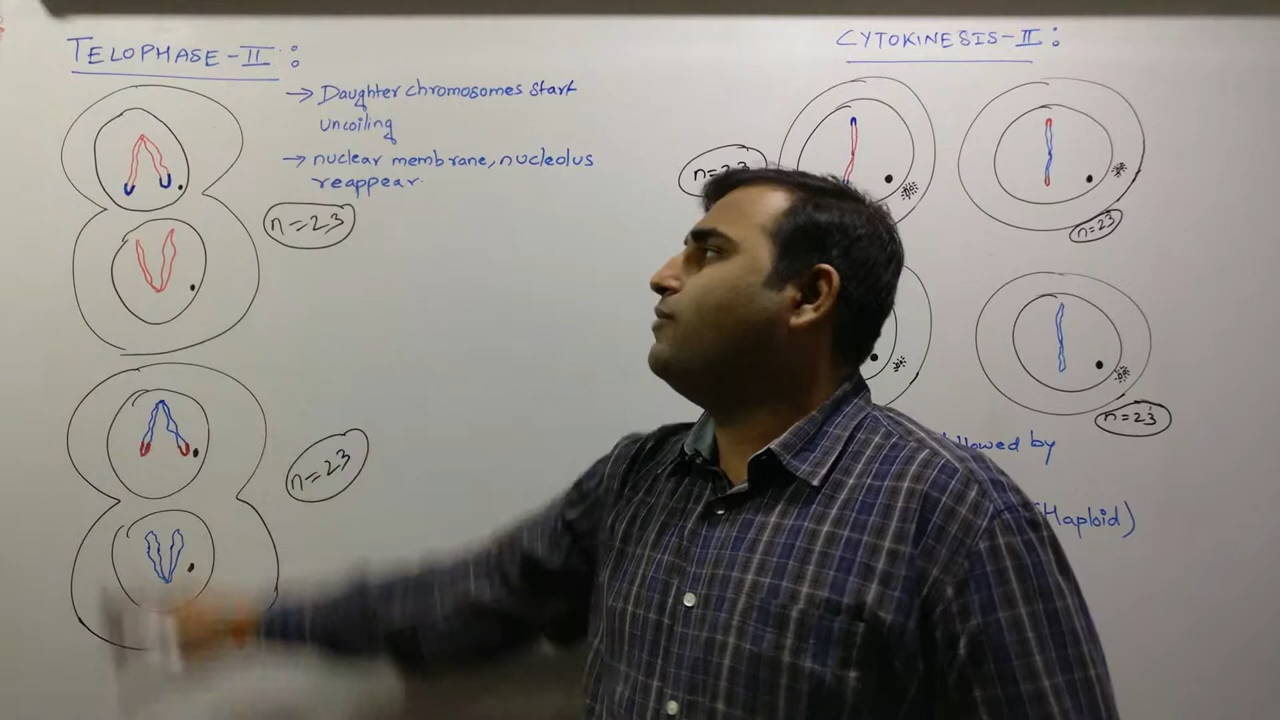 TELOPHASE-II :
→ Daughter chromosomes start
uncoiling
→ nuclear membrane, nucleolus
reappear.
n=23
n=23
CYTOKINESIS-II :
n=23
n=23
n=23
by
(Haploid)